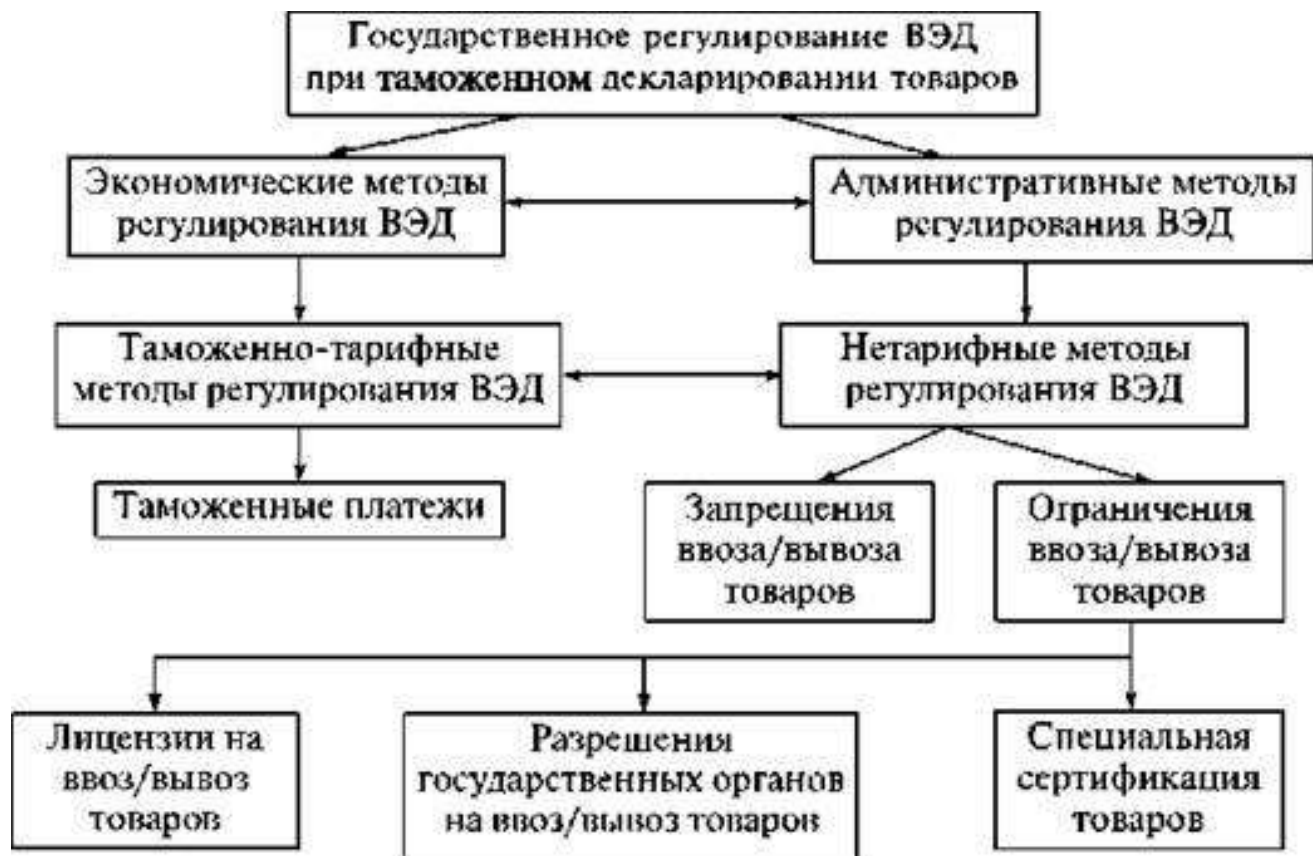 Государственное регулирование ВЭД
при таможенном декларировании товаров
Экономические методы
регулирования ВЭД
Административные методы
регулирования ВЭД
Таможенно-тарифные
методы регулирования ВЭД
Нетарифные методы
регулирования ВЭД
Таможенные платежи
Запрещения
ввоза/вывоза
товаров
Ограничения
ввоза/вывоза
товаров
Лицензии на
ввоз/вывоз
товаров
Разрешения
государственных органов
на ввоз/вывоз товаров
Специальная
сертификация
товаров